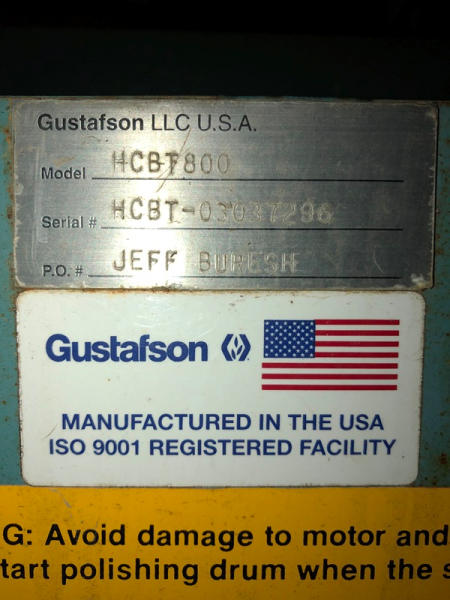 Gustafson LLC U.S.A.
Model HCBT800
Serial # HCBT-03037296
P.O. # JEFF BURESH
Gustafson
MANUFACTURED IN THE USA
ISO 9001 REGISTERED FACILITY
G: Avoid damage to motor and
tart polishing drum when the s